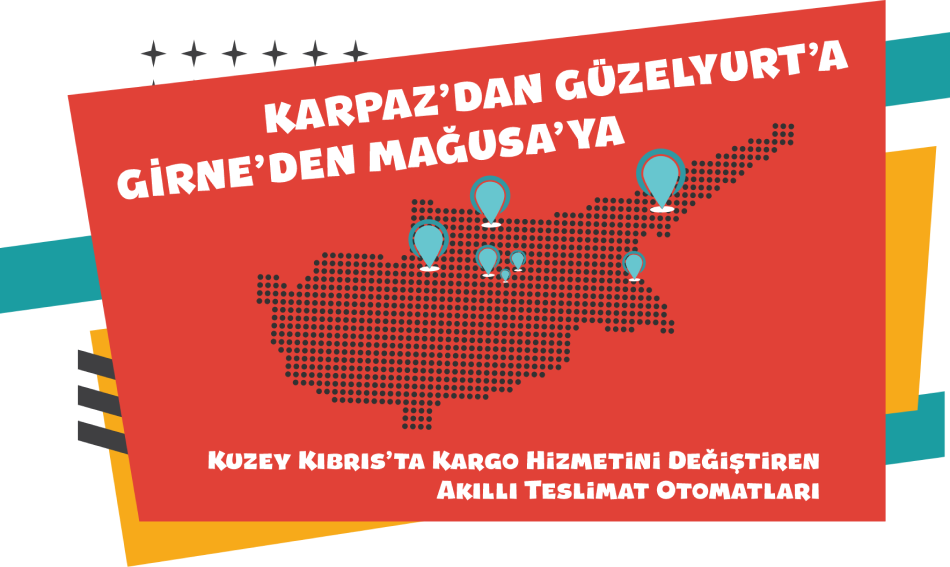 KARPAZ'DAN GÜZELYURT'A
GİRNE'DEN MAĞUSA'YA
KUZEY KIBRIS'TA KARGO HİZMETİNİ DEĞİŞTİREN
AKILLI TESLİMAT OTOMATLARI